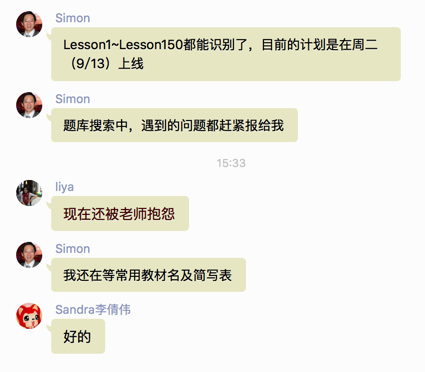 Simon
Lesson1~Lesson150都能识别了，目前的计划是在周二
（9/13）上线
Simon
题库搜索中，遇到的问题都赶紧报给我
15:33
liya
现在还被老师抱怨
Simon
我还在等常用教材名及简写表
Sandra李倩伟
好的